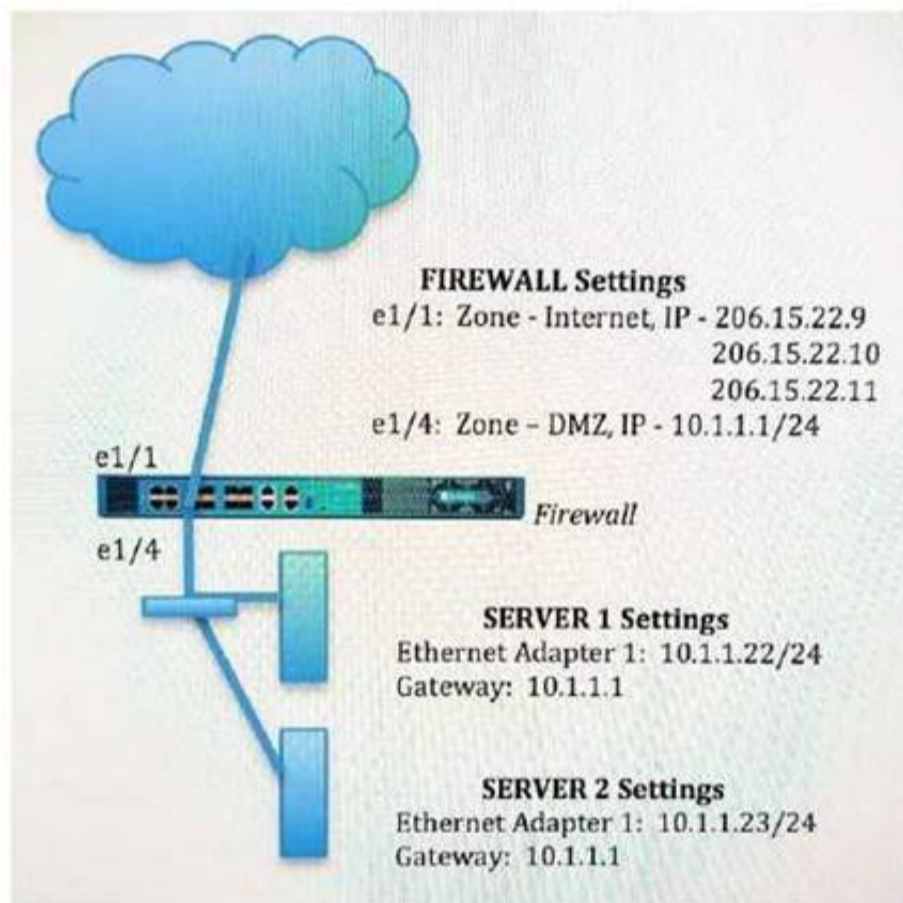 FIREWALL Settings
e1/1: Zone - Internet, IP - 206.15.22.9
206.15.22.10
206.15.22.11
e1/4: Zone – DMZ, IP - 10.1.1.1/24
e1/1
Firewall
e1/4
SERVER 1 Settings
Ethernet Adapter 1: 10.1.1.22/24
Gateway: 10.1.1.1
SERVER 2 Settings
Ethernet Adapter 1: 10.1.1.23/24
Gateway: 10.1.1.1